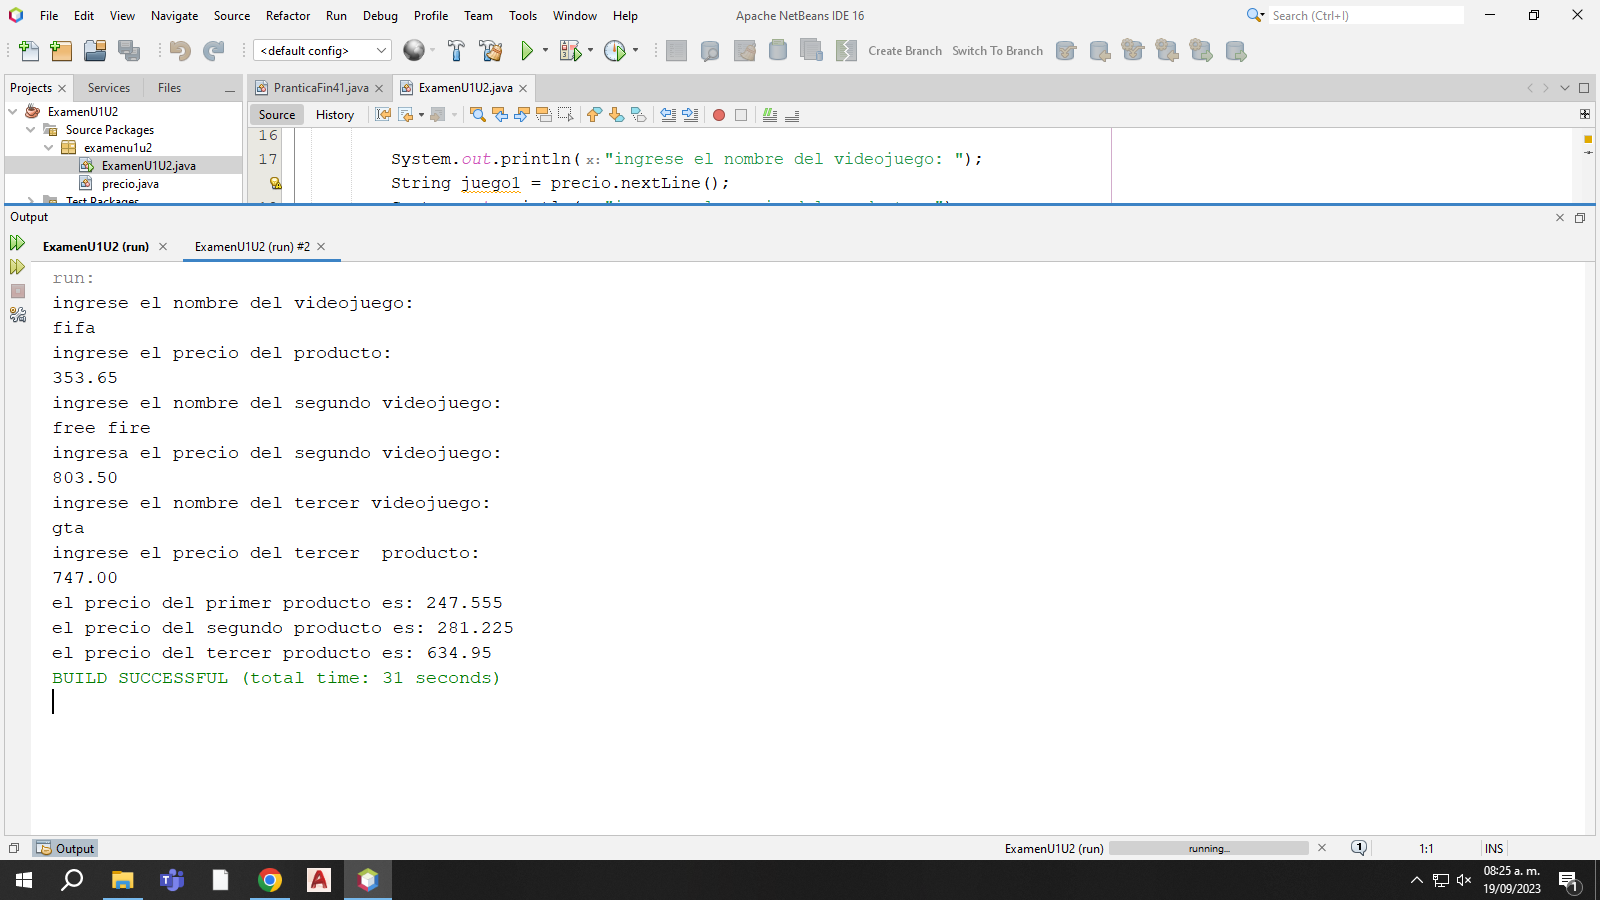 File Edit View Navigate Source Refactor Run Debug Profile Team Tools Window Help
Apache NetBeans IDE 16
Search (Ctrl+I)
<default config>
Create Branch Switch To Branch
Projects Services Files
PranticaFin41.java ExamenU1U2.java
ExamenU1U2
Source Packages
examenu1u2
ExamenU1U2.java
precio.java
Test Packages
Source History
16
17 System.out.println( x: "ingrese el nombre del videojuego: ");
String juego1 = precio.nextLine();
Output
ExamenU1U2 (run) ExamenU1U2 (run) #2
run:
ingrese el nombre del videojuego:
fifa
ingrese el precio del producto:
353.65
ingrese el nombre del segundo videojuego:
free fire
ingresa el precio del segundo videojuego:
803.50
ingrese el nombre del tercer videojuego:
gta
ingrese el precio del tercer  producto:
747.00
el precio del primer producto es: 247.555
el precio del segundo producto es: 281.225
el precio del tercer producto es: 634.95
BUILD SUCCESSFUL (total time: 31 seconds)
Output
ExamenU1U2 (run) running... 1 1:1 INS
08:25 a. m.
19/09/2023
1